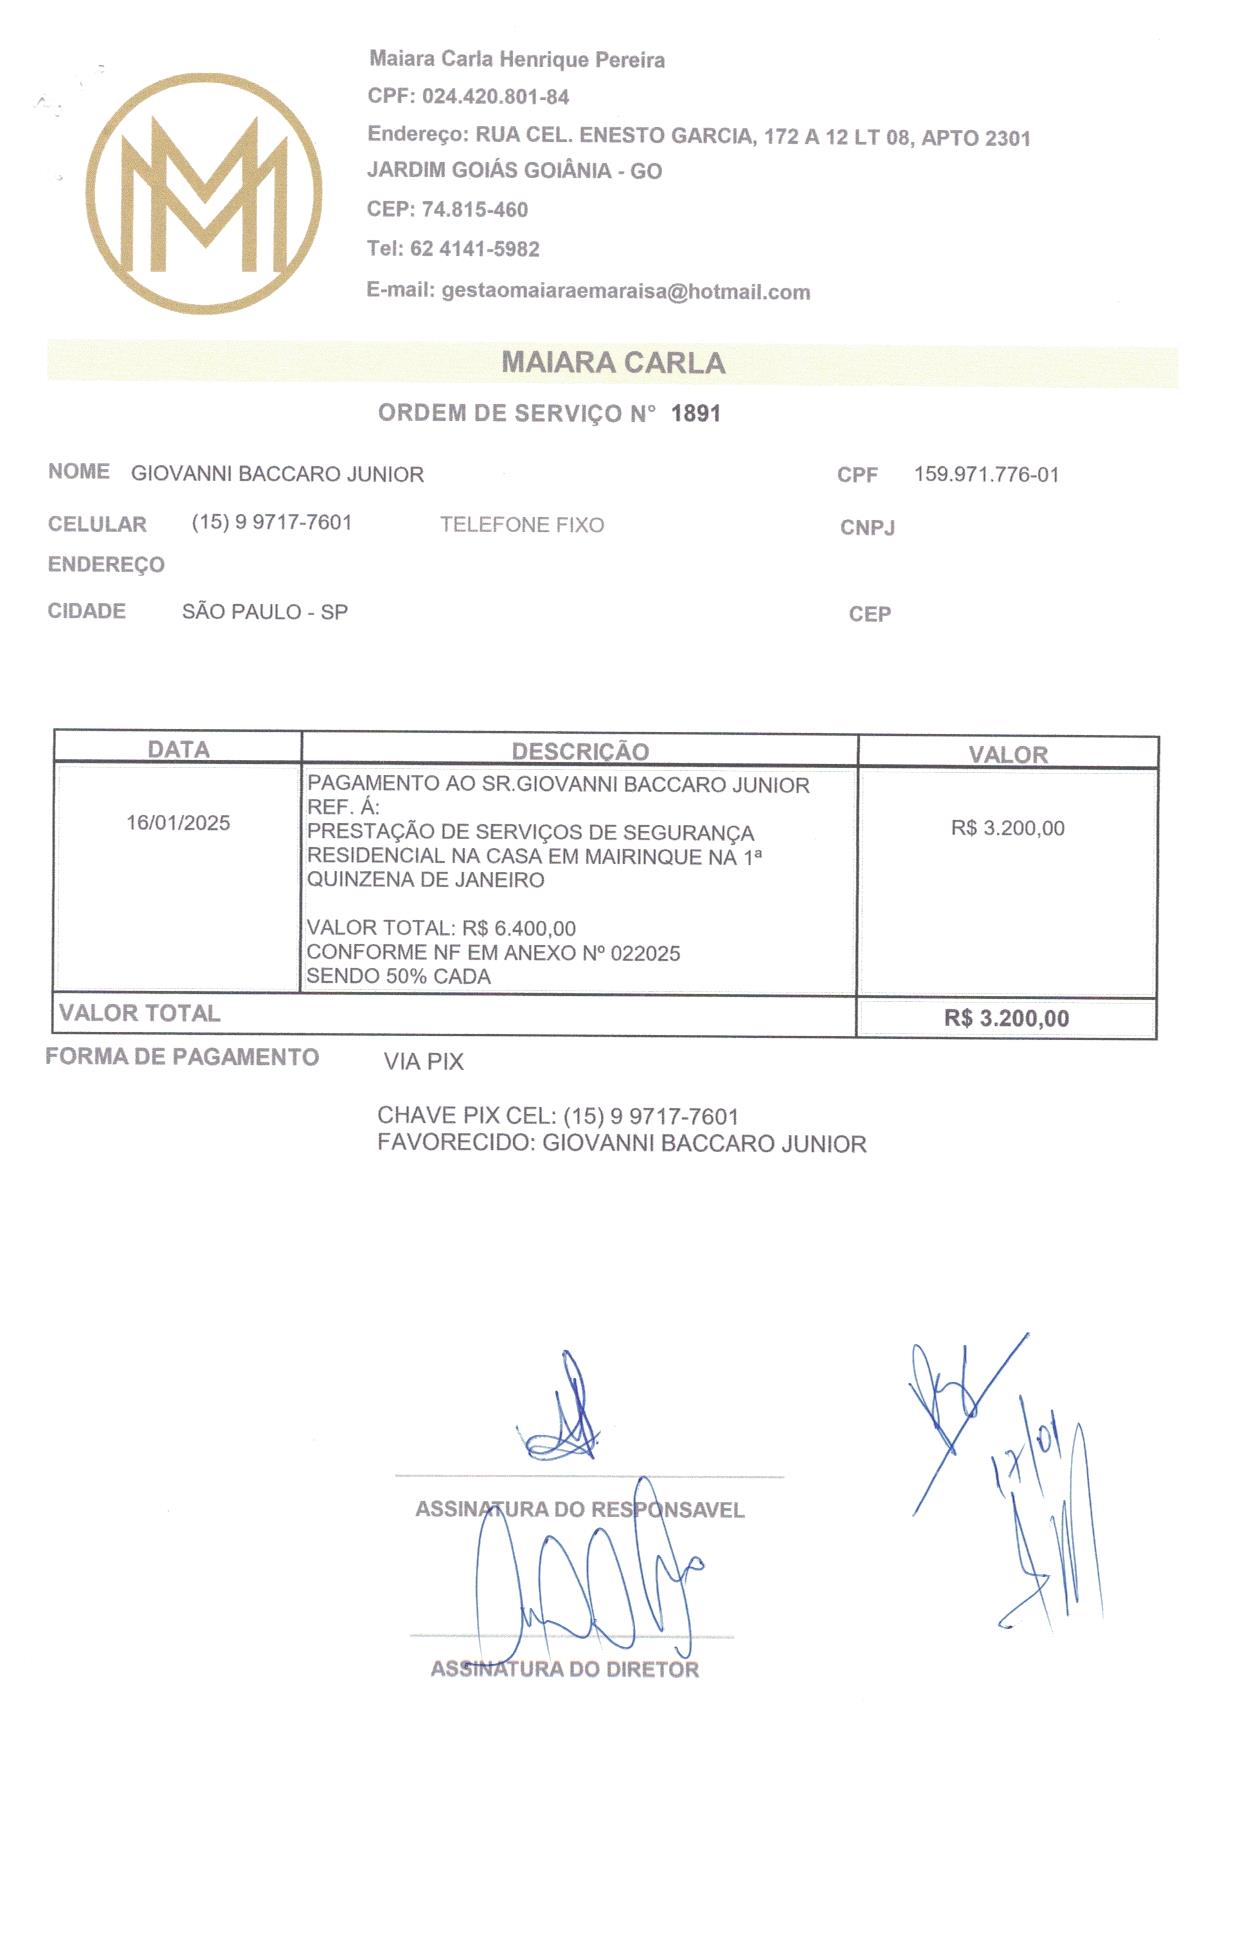 Maiara Carla Henrique Pereira
CPF: 024.420.801-84
Endereço: RUA CEL. ENESTO GARCIA, 172 A 12 LT 08, APTO 2301
JARDIM GOIÁS GOIÂNIA - GO
CEP: 74.815-460
Tel: 62 4141-5982
E-mail: gestaomaiaraemaraisa@hotmail.com
MAIARA CARLA
ORDEM DE SERVIÇO N° 1891
NOME GIOVANNI BACCARO JUNIOR CPF 159.971.776-01
CELULAR (15) 9 9717-7601 TELEFONE FIXO CNPJ
ENDEREÇO
CIDADE SÃO PAULO - SP CEP
DATA DESCRIÇÃO VALOR
PAGAMENTO AO SR.GIOVANNI BACCARO JUNIOR
REF. Á:
16/01/2025 PRESTAÇÃO DE SERVIÇOS DE SEGURANÇA R$ 3.200,00
RESIDENCIAL NA CASA EM MAIRINQUE NA 1ª
QUINZENA DE JANEIRO
VALOR TOTAL: R$ 6.400,00
CONFORME NF EM ANEXO Nº 022025
SENDO 50% CADA
VALOR TOTAL R$ 3.200,00
FORMA DE PAGAMENTO VIA PIX
CHAVE PIX CEL: (15) 9 9717-7601
FAVORECIDO: GIOVANNI BACCARO JUNIOR
17/01
ASSINATURA DO RESPONSAVEL
ASSINATURA DO DIRETOR